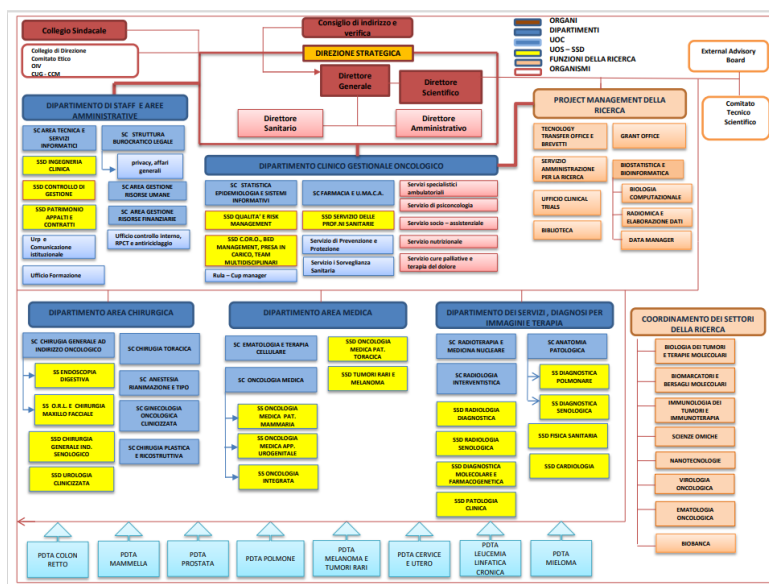 Collegio Sindacale
Collegio di Direzione
Comitato Etico
OIV
CUG - CCM
Consiglio di indirizzo e
verifica
DIREZIONE STRATEGICA
Direttore
Generale
Direttore
Scientifico
Direttore
Sanitario
Direttore
Amministrativo
ORGANI
DIPARTIMENTI
UOC
UOS – SSD
FUNZIONI DELLA RICERCA
ORGANISMI
External Advisory
Board
Comitato
Tecnico
Scientifico
DIPARTIMENTO DI STAFF E AREE
AMMINISTRATIVE
SC AREA TECNICA E
SERVIZI
INFORMATICI
SSD INGEGNERIA
CLINICA
SSD CONTROLLO DI
GESTIONE
SSD PATRIMONIO
APPALTI E
CONTRATTI
Urp e
Comunicazione
istituzionale
Ufficio Formazione
SC STRUTTURA
BUROCRATICO LEGALE
privacy, affari
generali
SC AREA GESTIONE
RISORSE UMANE
SC AREA GESTIONE
RISORSE FINANZIARE
Ufficio controllo interno,
RPCT e antiriciclaggio
DIPARTIMENTO CLINICO GESTIONALE ONCOLOGICO
SC STATISTICA
EPIDEMIOLOGIA E SISTEMI
INFORMATIVI
SSD QUALITA' E RISK
MANAGEMENT
SSD C.OR.O., BED
MANAGEMENT, PRESA IN
CARICO, TEAM
MULTIDISCIPLINARI
Rula – Cup manager
SC FARMACIA E U.MA.C.A.
SSD SERVIZIO DELLE
PROF.NI SANITARIE
Servizio di Prevenzione e
Protezione
Servizio i Sorveglianza
Sanitaria
Servizi specialistici
ambulatoriali
Servizio di psiconcologia
Servizio socio – assistenziale
Servizio nutrizionale
Servizio cure palliative e
terapia del dolore
PROJECT MANAGEMENT DELLA
RICERCA
TECNOLOGY
TRANSFER OFFICE E
BREVETTI
SERVIZIO
AMMINISTRAZIONE
PER LA RICERCA
UFFICIO CLINICAL
TRIALS
BIBLIOTECA
GRANT OFFICE
BIOSTATISTICA E
BIOINFORMATICA
BIOLOGIA
COMPUTAZIONALE
RADIOMICA E
ELABORAZIONE DATI
DATA MANAGER
DIPARTIMENTO AREA CHIRURGICA
SC CHIRUGIA GENERALE AD
INDIRIZZO ONCOLOGICO
SS ENDOSCOPIA
DIGESTIVA
SS O.R.L. E CHIRURGIA
MAXILLO FACCIALE
SSD CHIRURGIA
GENERALE IND.
SENOLOGICO
SSD UROLOGIA
CLINICIZZATA
SC CHIRUGIA TORACICA
SC ANESTESIA
RIANIMAZIONE E TIPO
SC GINECOLOGIA
ONCOLOGICA
CLINICIZZATA
SC CHIRUGIA PLASTICA
E RICOSTRUTTIVA
DIPARTIMENTO AREA MEDICA
SC EMATOLOGIA E TERAPIA
CELLULARE
SC ONCOLOGIA MEDICA
SS ONCOLOGIA
MEDICA PAT.
MAMMARIA
SS ONCOLOGIA
MEDICA APP.
UROGENITALE
SS ONCOLOGIA
INTEGRATA
SSD ONCOLOGIA
MEDICA PAT.
TORACICA
SSD TUMORI RARI E
MELANOMA
DIPARTIMENTO DEI SERVIZI , DIAGNOSI PER
IMMAGINI E TERAPIA
SC RADIOTERAPIA E
MEDICINA NUCLEARE
SC RADIOLOGIA
INTERVENTISTICA
SSD RADIOLOGIA
DIAGNOSTICA
SSD RADIOLOGIA
SENOLOGICA
SSD DIAGNOSTICA
MOLECOLARE E
FARMACOGENETICA
SSD PATOLOGIA
CLINICA
SC ANATOMIA
PATOLOGICA
SS DIAGNOSTICA
POLMONARE
SS DIAGNOSTICA
SENOLOGICA
SSD FISICA SANITARIA
SSD CARDIOLOGIA
COORDINAMENTO DEI SETTORI
DELLA RICERCA
BIOLOGIA DEI TUMORI
E TERAPIE MOLECOLARI
BIOMARCATORI E
BERSAGLI MOLECOLARI
IMMUNOLOGIA DEI
TUMORI E
IMMUNOTERAPIA
SCIENZE OMICHE
NANOTECNOLOGIE
VIROLOGIA
ONCOLOGICA
EMATOLOGIA
ONCOLOGICA
BIOBANCA
PDTA COLON
RETTO
PDTA
MAMMELLA
PDTA
PROSTATA
PDTA POLMONE
PDTA
MELANOMA E
TUMORI RARI
PDTA CERVICE
E UTERO
PDTA
LEUCEMIA
LINFATICA
CRONICA
PDTA
MIELOMA